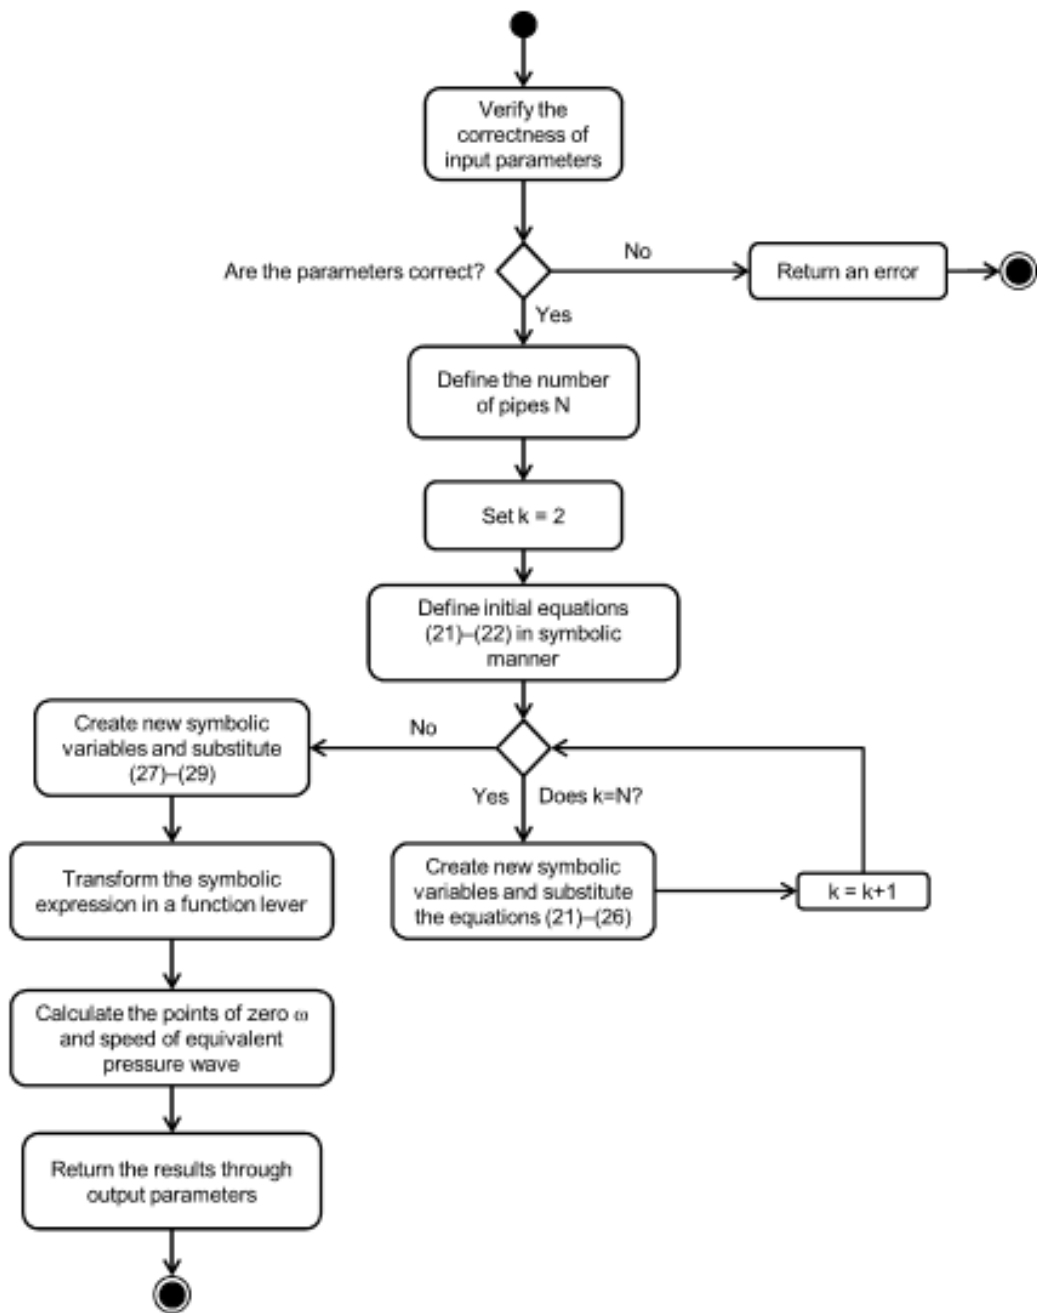 Verify the
correctness of
input parameters
Are the parameters correct?
No
Return an error
Yes
Define the number
of pipes N
Set k = 2
Define initial equations
(21)–(22) in symbolic
manner
No
Yes
Does k=N?
Create new symbolic
variables and substitute
the equations (21)–(26)
k = k+1
Create new symbolic
variables and substitute
(27)–(29)
Transform the symbolic
expression in a function lever
Calculate the points of zero ω
and speed of equivalent
pressure wave
Return the results through
output parameters